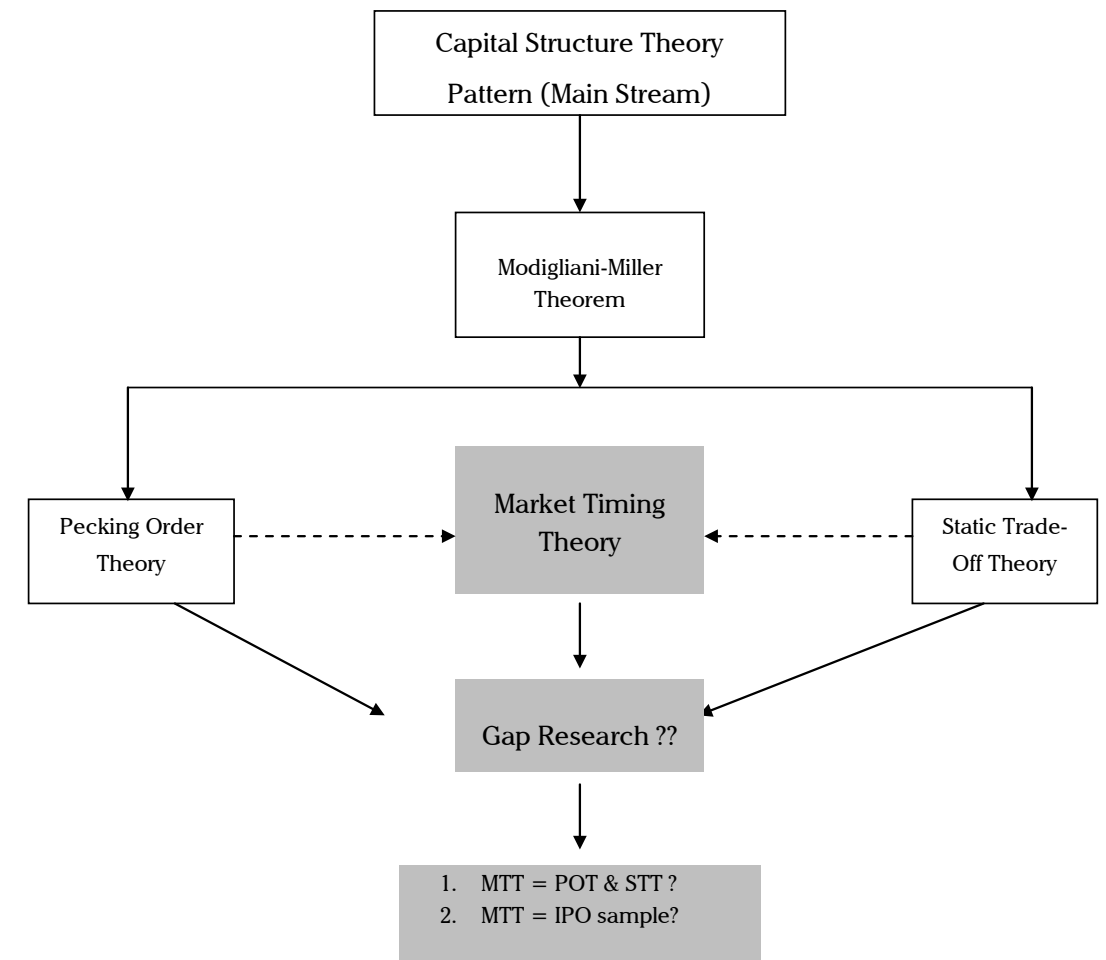 Capital Structure Theory
Pattern (Main Stream)
Modigliani-Miller
Theorem
Market Timing
Theory
Pecking Order
Theory
Static Trade-
Off Theory
Gap Research ??
1. MTT = POT & STT ?
2. MTT = IPO sample?